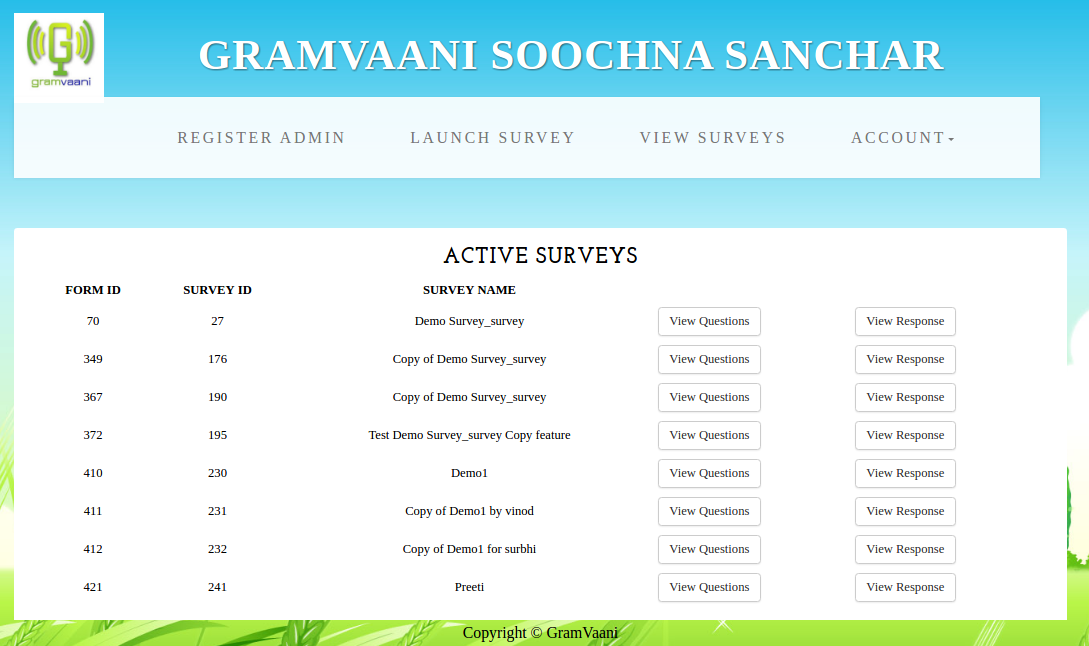 G
gramvaani
GRAMVAANI SOOCHNA SANCHAR
REGISTER ADMIN LAUNCH SURVEY VIEW SURVEYS ACCOUNT
ACTIVE SURVEYS
FORM ID SURVEY ID SURVEY NAME
70 27 Demo Survey_survey View Questions View Response
349 176 Copy of Demo Survey_survey View Questions View Response
367 190 Copy of Demo Survey_survey View Questions View Response
372 195 Test Demo Survey_survey Copy feature View Questions View Response
410 230 Demo1 View Questions View Response
411 231 Copy of Demo1 by vinod View Questions View Response
412 232 Copy of Demo1 for surbhi View Questions View Response
421 241 Preeti View Questions View Response
Copyright © GramVaani